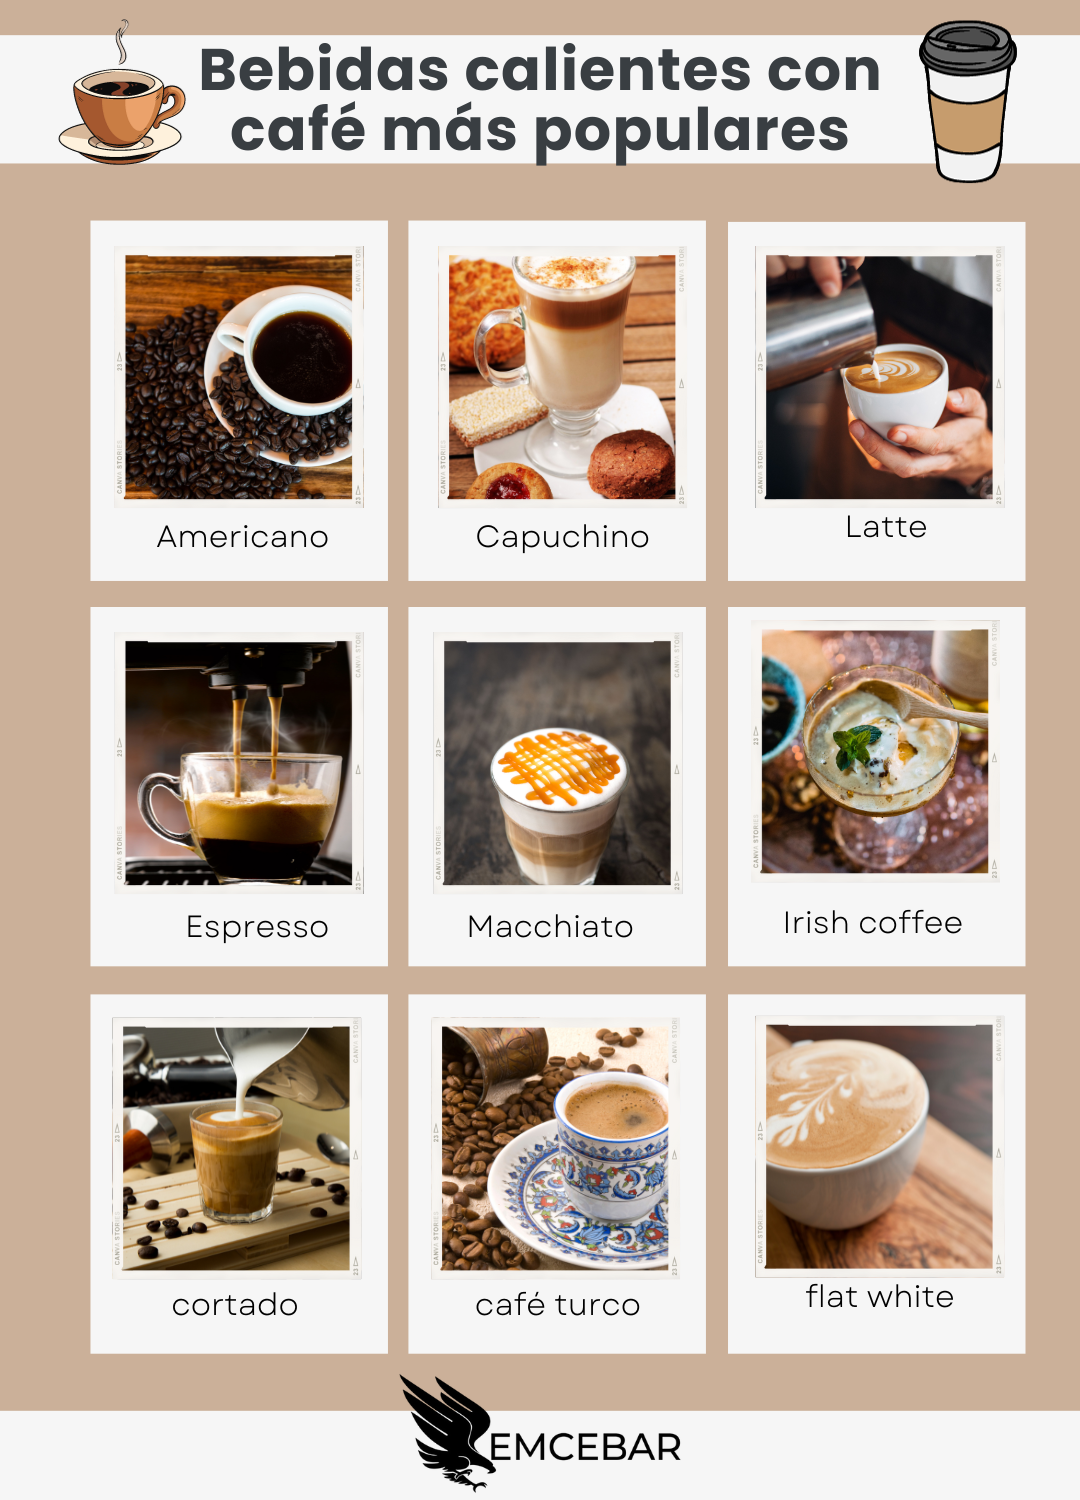 Bebidas calientes con
café más populares
Americano
Capuchino
Latte
Espresso
Macchiato
Irish coffee
cortado
café turco
flat white
EMCEBAR